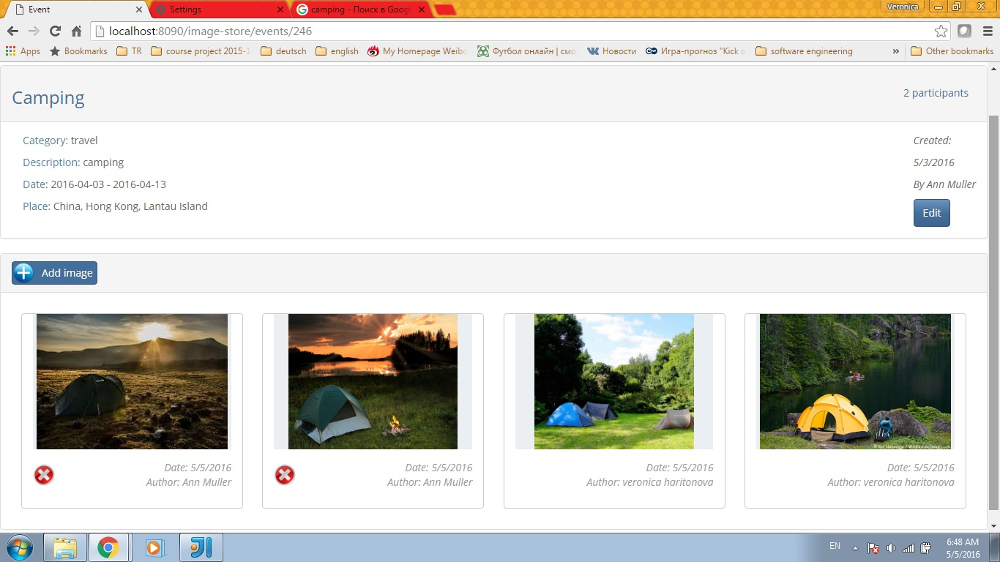 Event
Settings
camping - Поиск в Goog
Veronica
localhost:8090/image-store/events/246
Apps
Bookmarks
TR
course project 2015-1
deutsch
english
My Homepage Weibo
Футбол онлайн | смо
Новости
Игра-прогноз "Kick o
software engineering
»
Other bookmarks
Camping
2 participants
Category: travel
Description: camping
Date: 2016-04-03 - 2016-04-13
Place: China, Hong Kong, Lantau Island
Created:
5/3/2016
By Ann Muller
Edit
Add image
Date: 5/5/2016
Author: Ann Muller
Date: 5/5/2016
Author: Ann Muller
Date: 5/5/2016
Author: veronica haritonova
Date: 5/5/2016
Author: veronica haritonova
EN
6:48 AM
5/5/2016